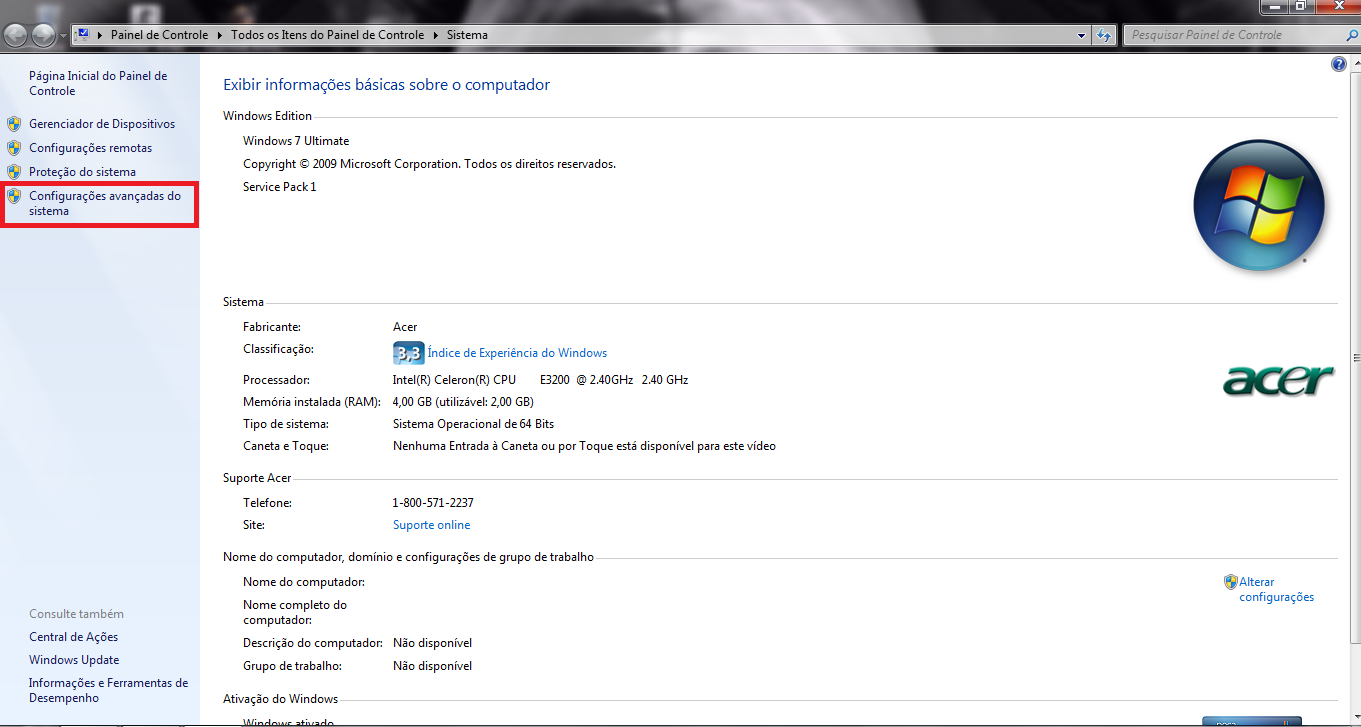 Painel de Controle ▸ Todos os Itens do Painel de Controle ▸ Sistema
Pesquisar Painel de Controle
Página Inicial do Painel de
Controle
Gerenciador de Dispositivos
Configurações remotas
Proteção do sistema
Configurações avançadas do
sistema
Exibir informações básicas sobre o computador
Windows Edition
Windows 7 Ultimate
Copyright © 2009 Microsoft Corporation. Todos os direitos reservados.
Service Pack 1
Sistema
Fabricante: Acer
Classificação: 3,3 Índice de Experiência do Windows
Processador: Intel(R) Celeron(R) CPU E3200 @ 2.40GHz 2.40 GHz
Memória instalada (RAM): 4,00 GB (utilizável: 2,00 GB)
Tipo de sistema: Sistema Operacional de 64 Bits
Caneta e Toque: Nenhuma Entrada à Caneta ou por Toque está disponível para este vídeo
acer
Suporte Acer
Telefone: 1-800-571-2237
Site: Suporte online
Nome do computador, domínio e configurações de grupo de trabalho
Nome do computador:
Nome completo do
computador:
Descrição do computador: Não disponível
Grupo de trabalho: Não disponível
Alterar
configurações
Ativação do Windows
Windows ativado
Consulte também
Central de Ações
Windows Update
Informações e Ferramentas de
Desempenho